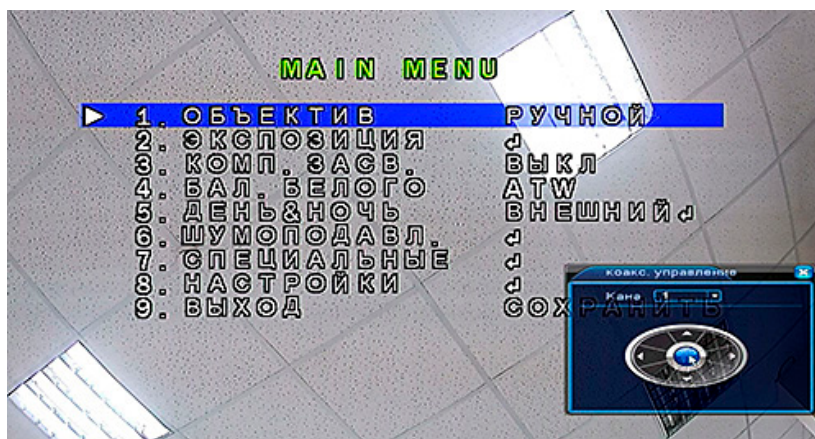 MAIN MENU
1. ОБЪЕКТИВ РУЧНОЙ
2. ЭКСПОЗИЦИЯ ↲
3. КОМП. ЗАСВ. ВЫКЛ
4. БАЛ. БЕЛОГО ATW
5. ДЕНЬ&НОЧЬ ВНЕШНИЙ↲
6. ШУМОПОДАВЛ. ↲
7. СПЕЦИАЛЬНЫЕ ↲
8. НАСТРОЙКИ ↲
9. ВЫХОД СОХРАНИТЬ
коакс. управление
Кана 1